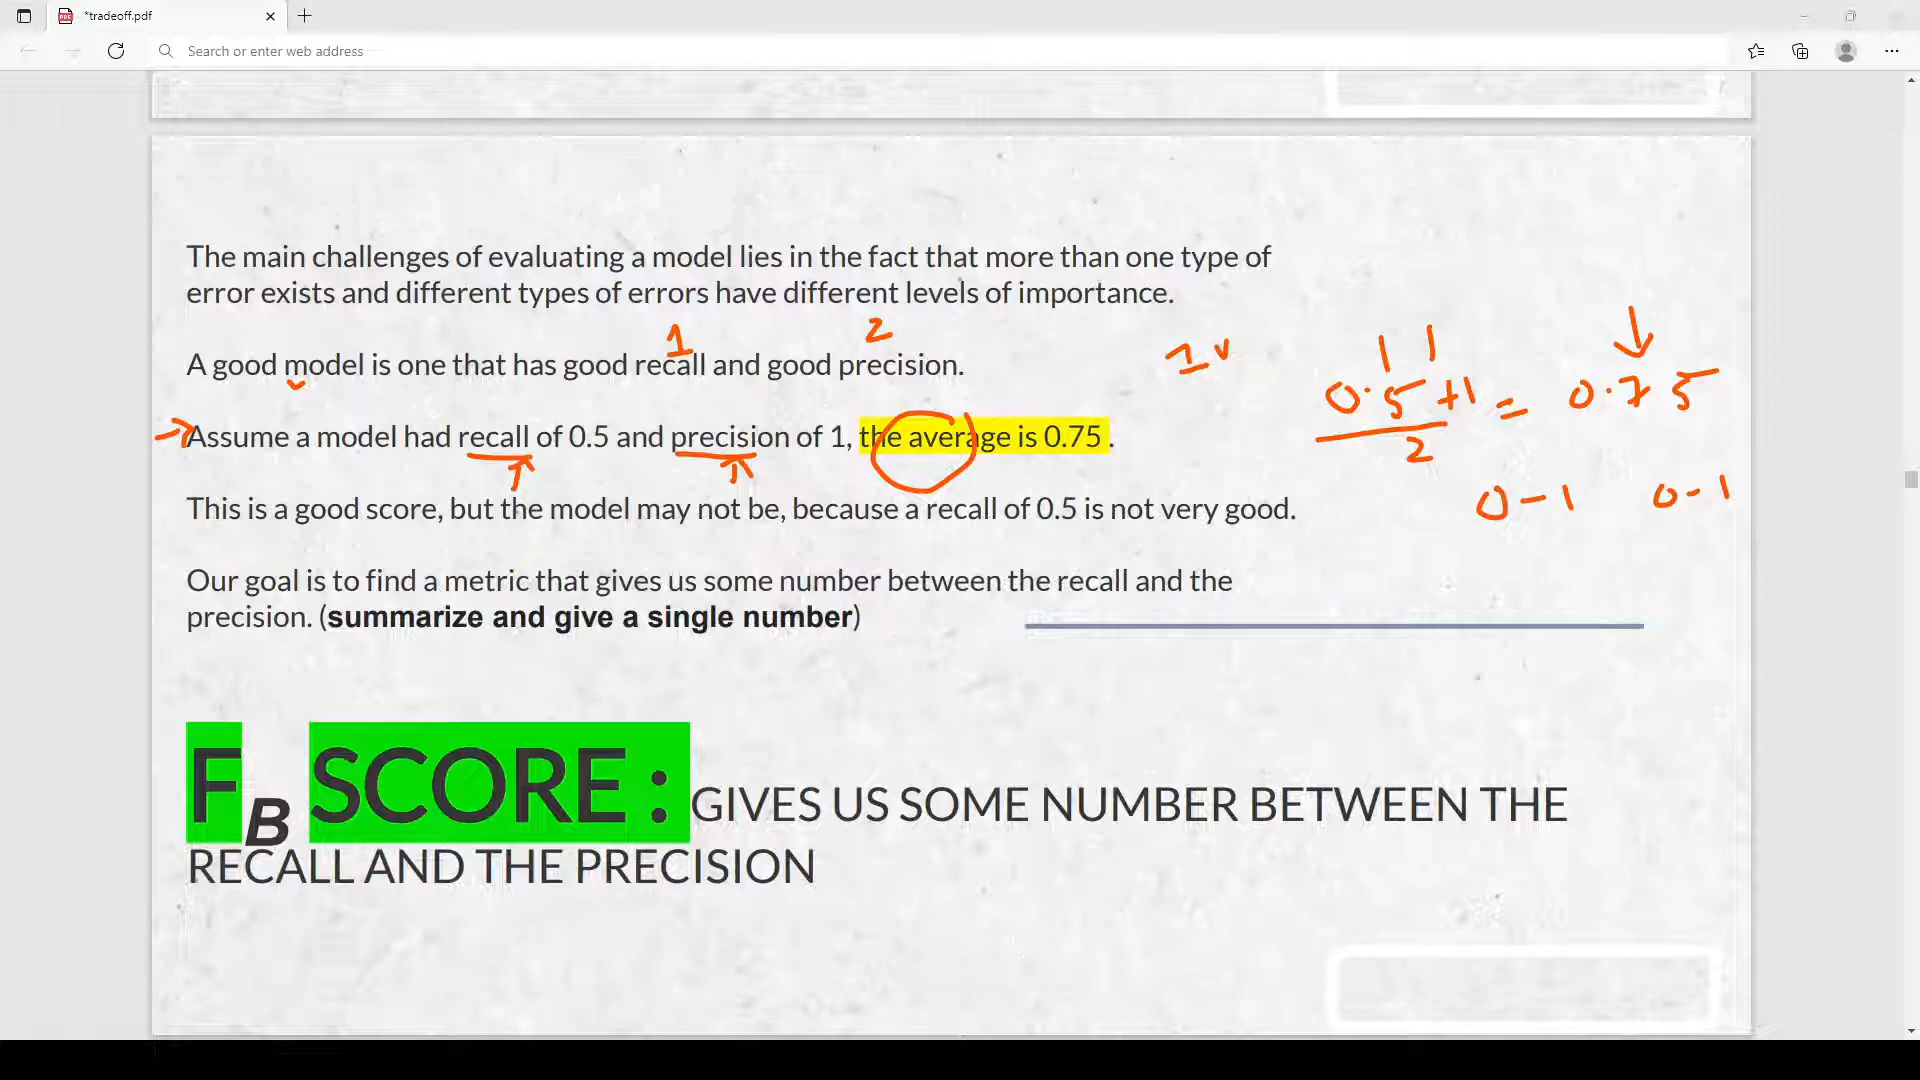 *tradeoff.pdf
Search or enter web address
The main challenges of evaluating a model lies in the fact that more than one type of
error exists and different types of errors have different levels of importance.
1 2
A good model is one that has good recall and good precision.
0.5+1 = 0.75
2
Assume a model had recall of 0.5 and precision of 1, the average is 0.75 .
0-1 0-1
This is a good score, but the model may not be, because a recall of 0.5 is not very good.
Our goal is to find a metric that gives us some number between the recall and the
precision. (summarize and give a single number)
FB SCORE : GIVES US SOME NUMBER BETWEEN THE
RECALL AND THE PRECISION